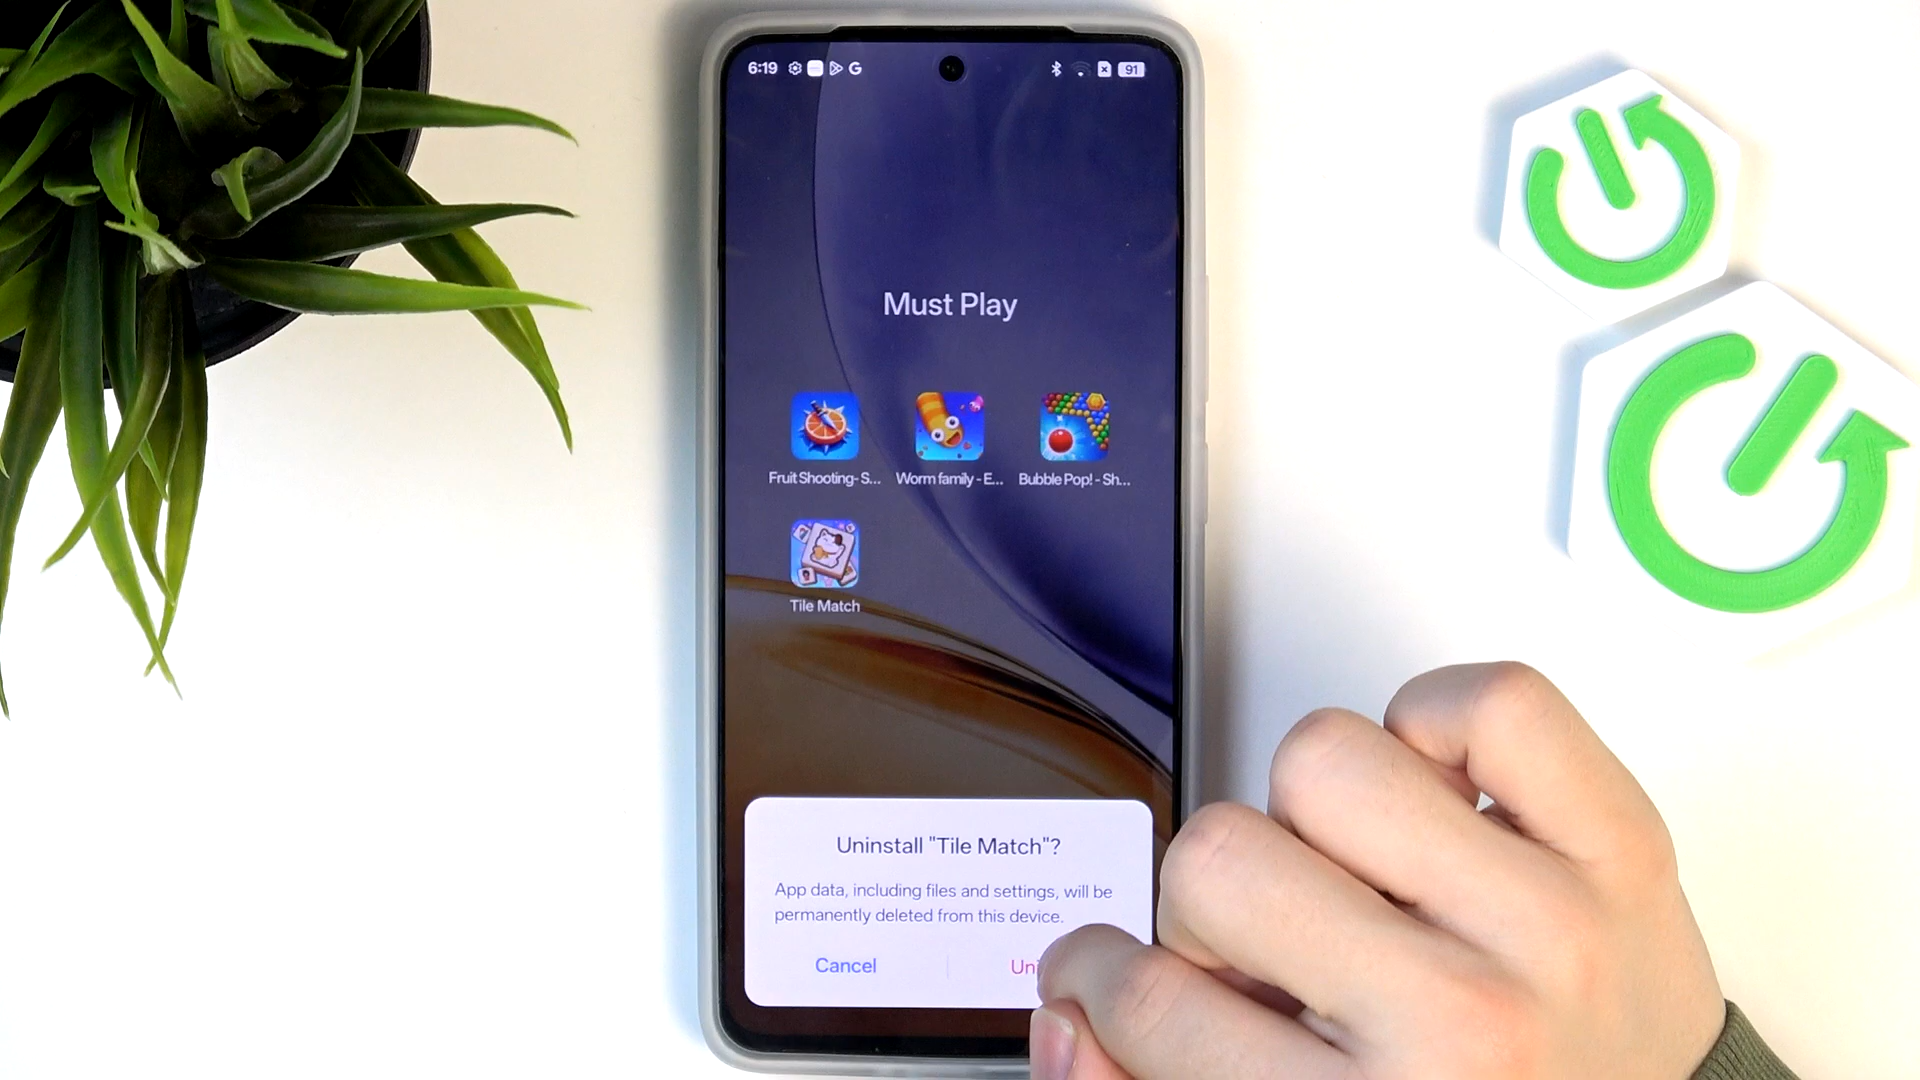 6:19
91
Must Play
Fruit Shooting- S...
Worm family - E...
Bubble Pop! - Sh...
Tile Match
Uninstall "Tile Match"?
App data, including files and settings, will be
permanently deleted from this device.
Cancel